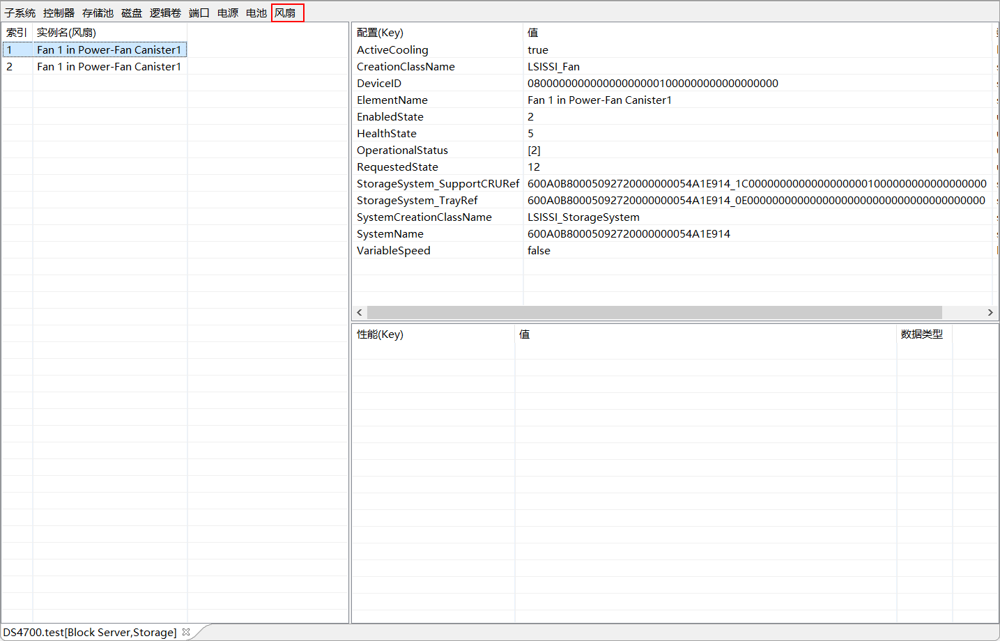 子系统 控制器 存储池 磁盘 逻辑卷 端口 电源 电池 风扇
索引 实例名(风扇)
1 Fan 1 in Power-Fan Canister1
2 Fan 1 in Power-Fan Canister1
配置(Key) 值
ActiveCooling true
CreationClassName LSISSI_Fan
DeviceID 0800000000000000000001000000000000000000
ElementName Fan 1 in Power-Fan Canister1
EnabledState 2
HealthState 5
OperationalStatus [2]
RequestedState 12
StorageSystem_SupportCRURef 600A0B80005092720000000054A1E914_1C00000000000000000001000000000000000000
StorageSystem_TrayRef 600A0B80005092720000000054A1E914_0E00000000000000000000000000000000000000
SystemCreationClassName LSISSI_StorageSystem
SystemName 600A0B80005092720000000054A1E914
VariableSpeed false
性能(Key) 值 数据类型
DS4700.test[Block Server,Storage]